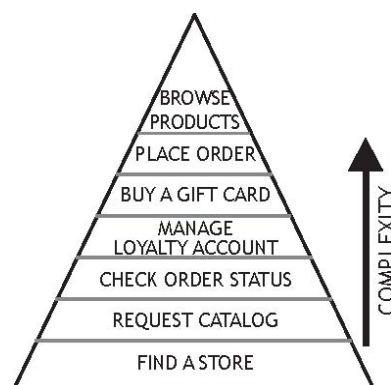 BROWSE
PRODUCTS
PLACE ORDER
BUY A GIFT CARD
MANAGE
LOYALTY ACCOUNT
CHECK ORDER STATUS
REQUEST CATALOG
FIND A STORE
COMPLEXITY